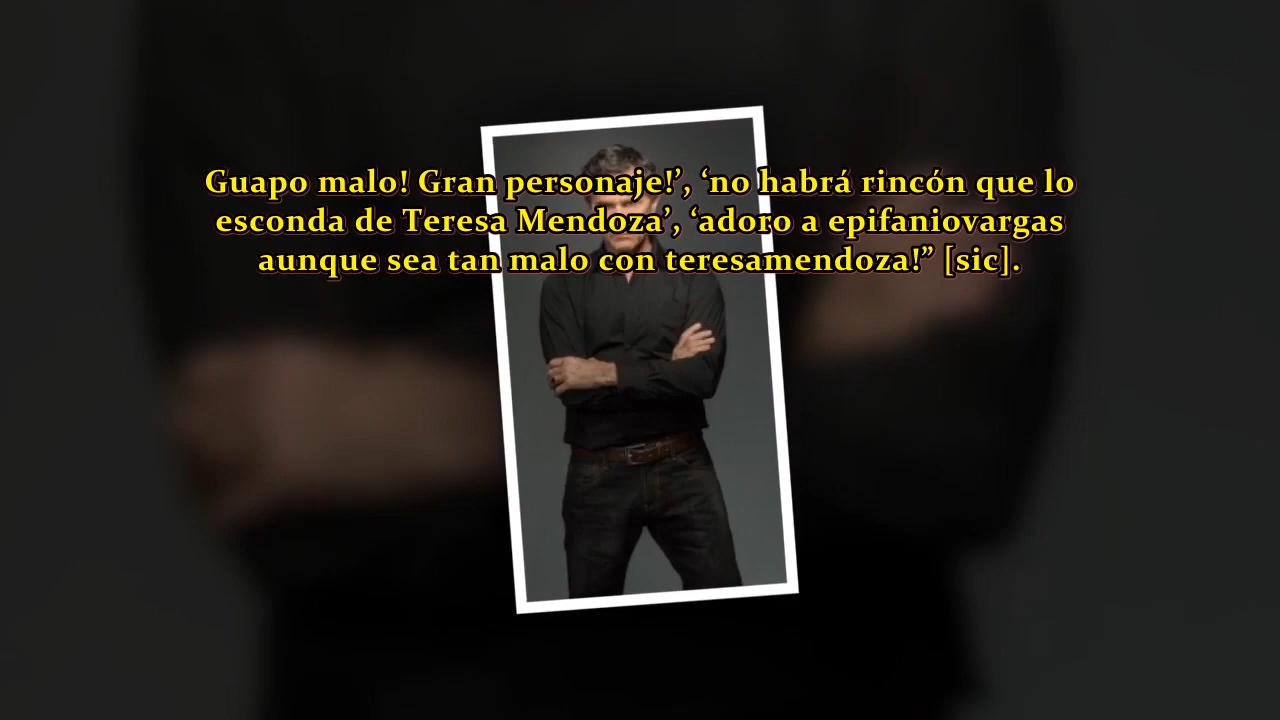 Guapo malo! Gran personaje!’, ‘no habrá rincón que lo
esconda de Teresa Mendoza’, ‘adoro a epifaniovargas
aunque sea tan malo con teresamendoza!” [sic].